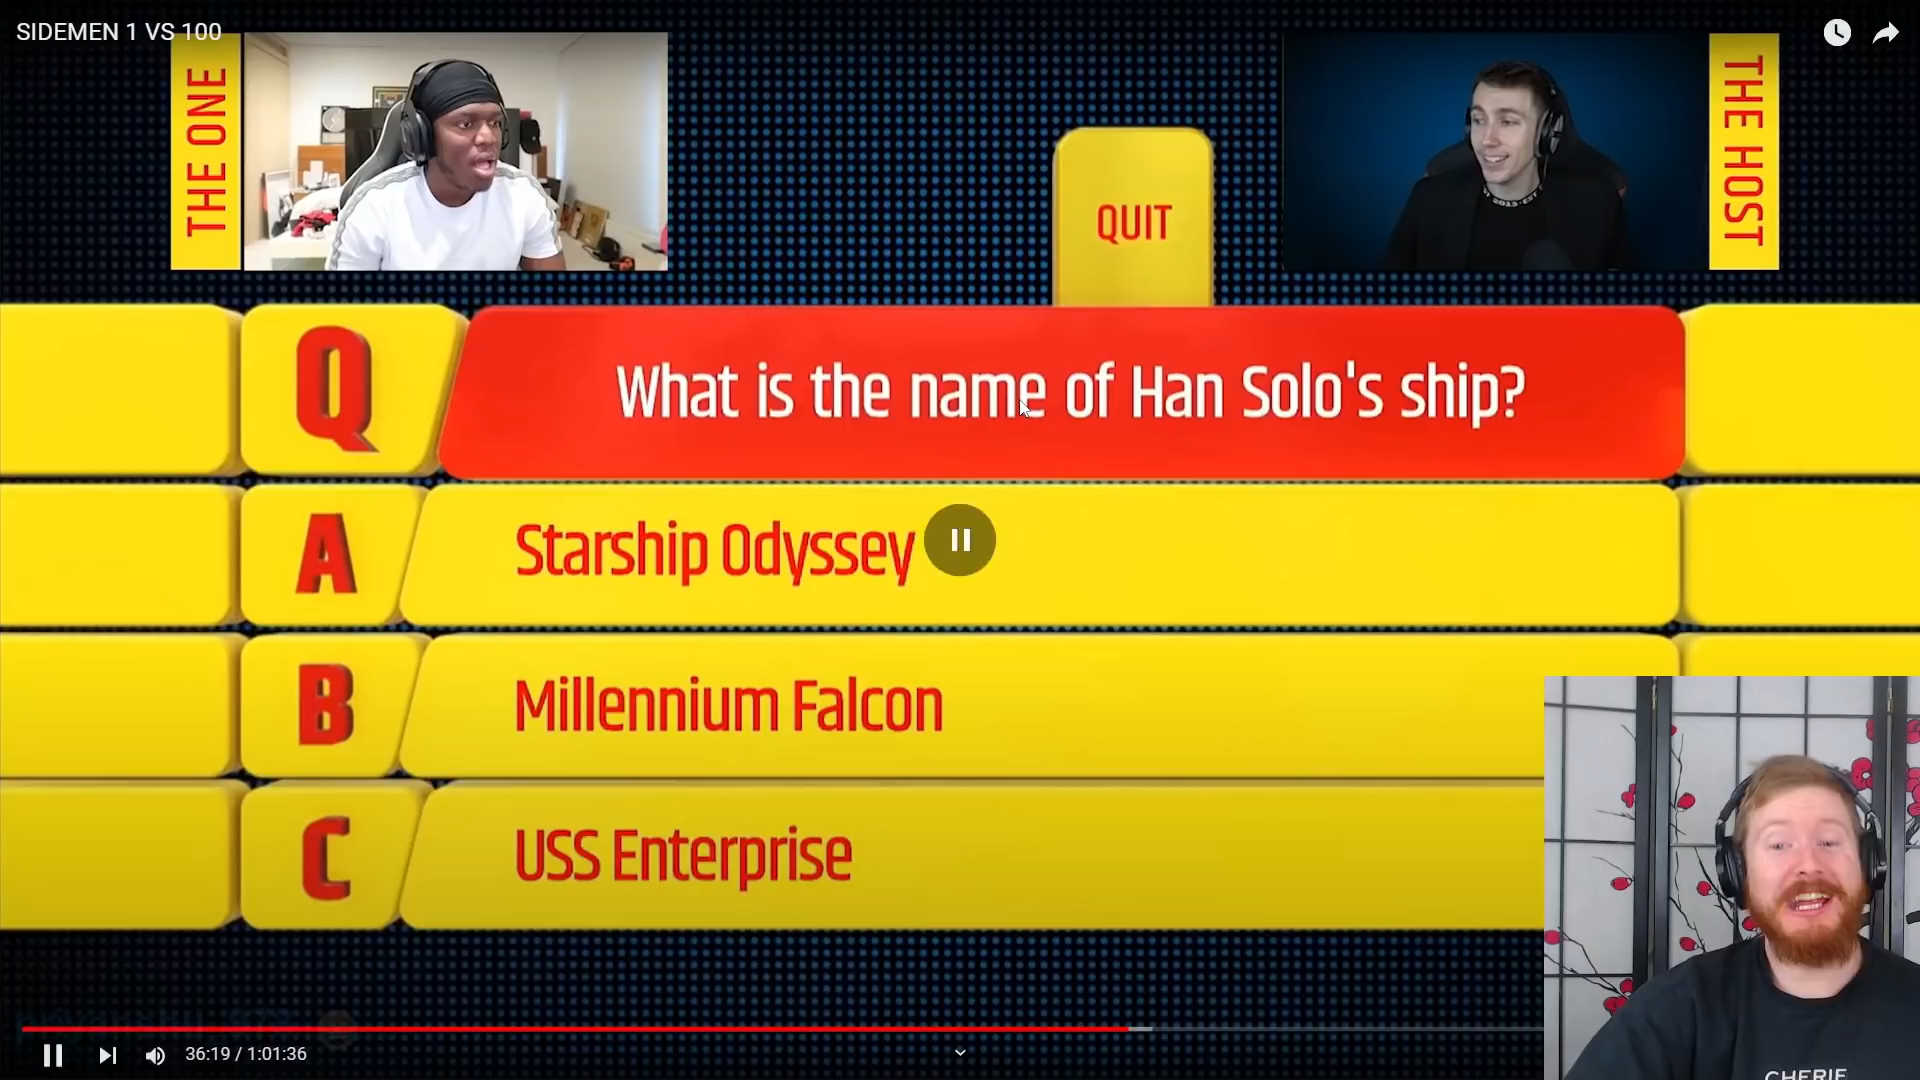 SIDEMEN 1 VS 100
THE ONE
THE HOST
QUIT
Q
What is the name of Han Solo's ship?
A
Starship Odyssey
B
Millennium Falcon
C
USS Enterprise
36:19 / 1:01:36
CHERIE